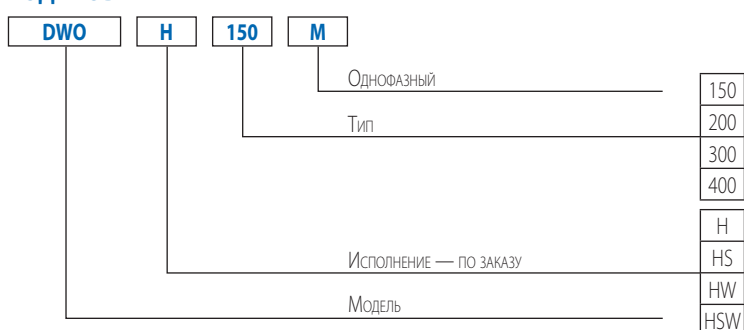 DWO H 150 M
Однофазный
150
Тип
200
300
400
H
Исполнение — по заказу
HS
HW
Модель
HSW